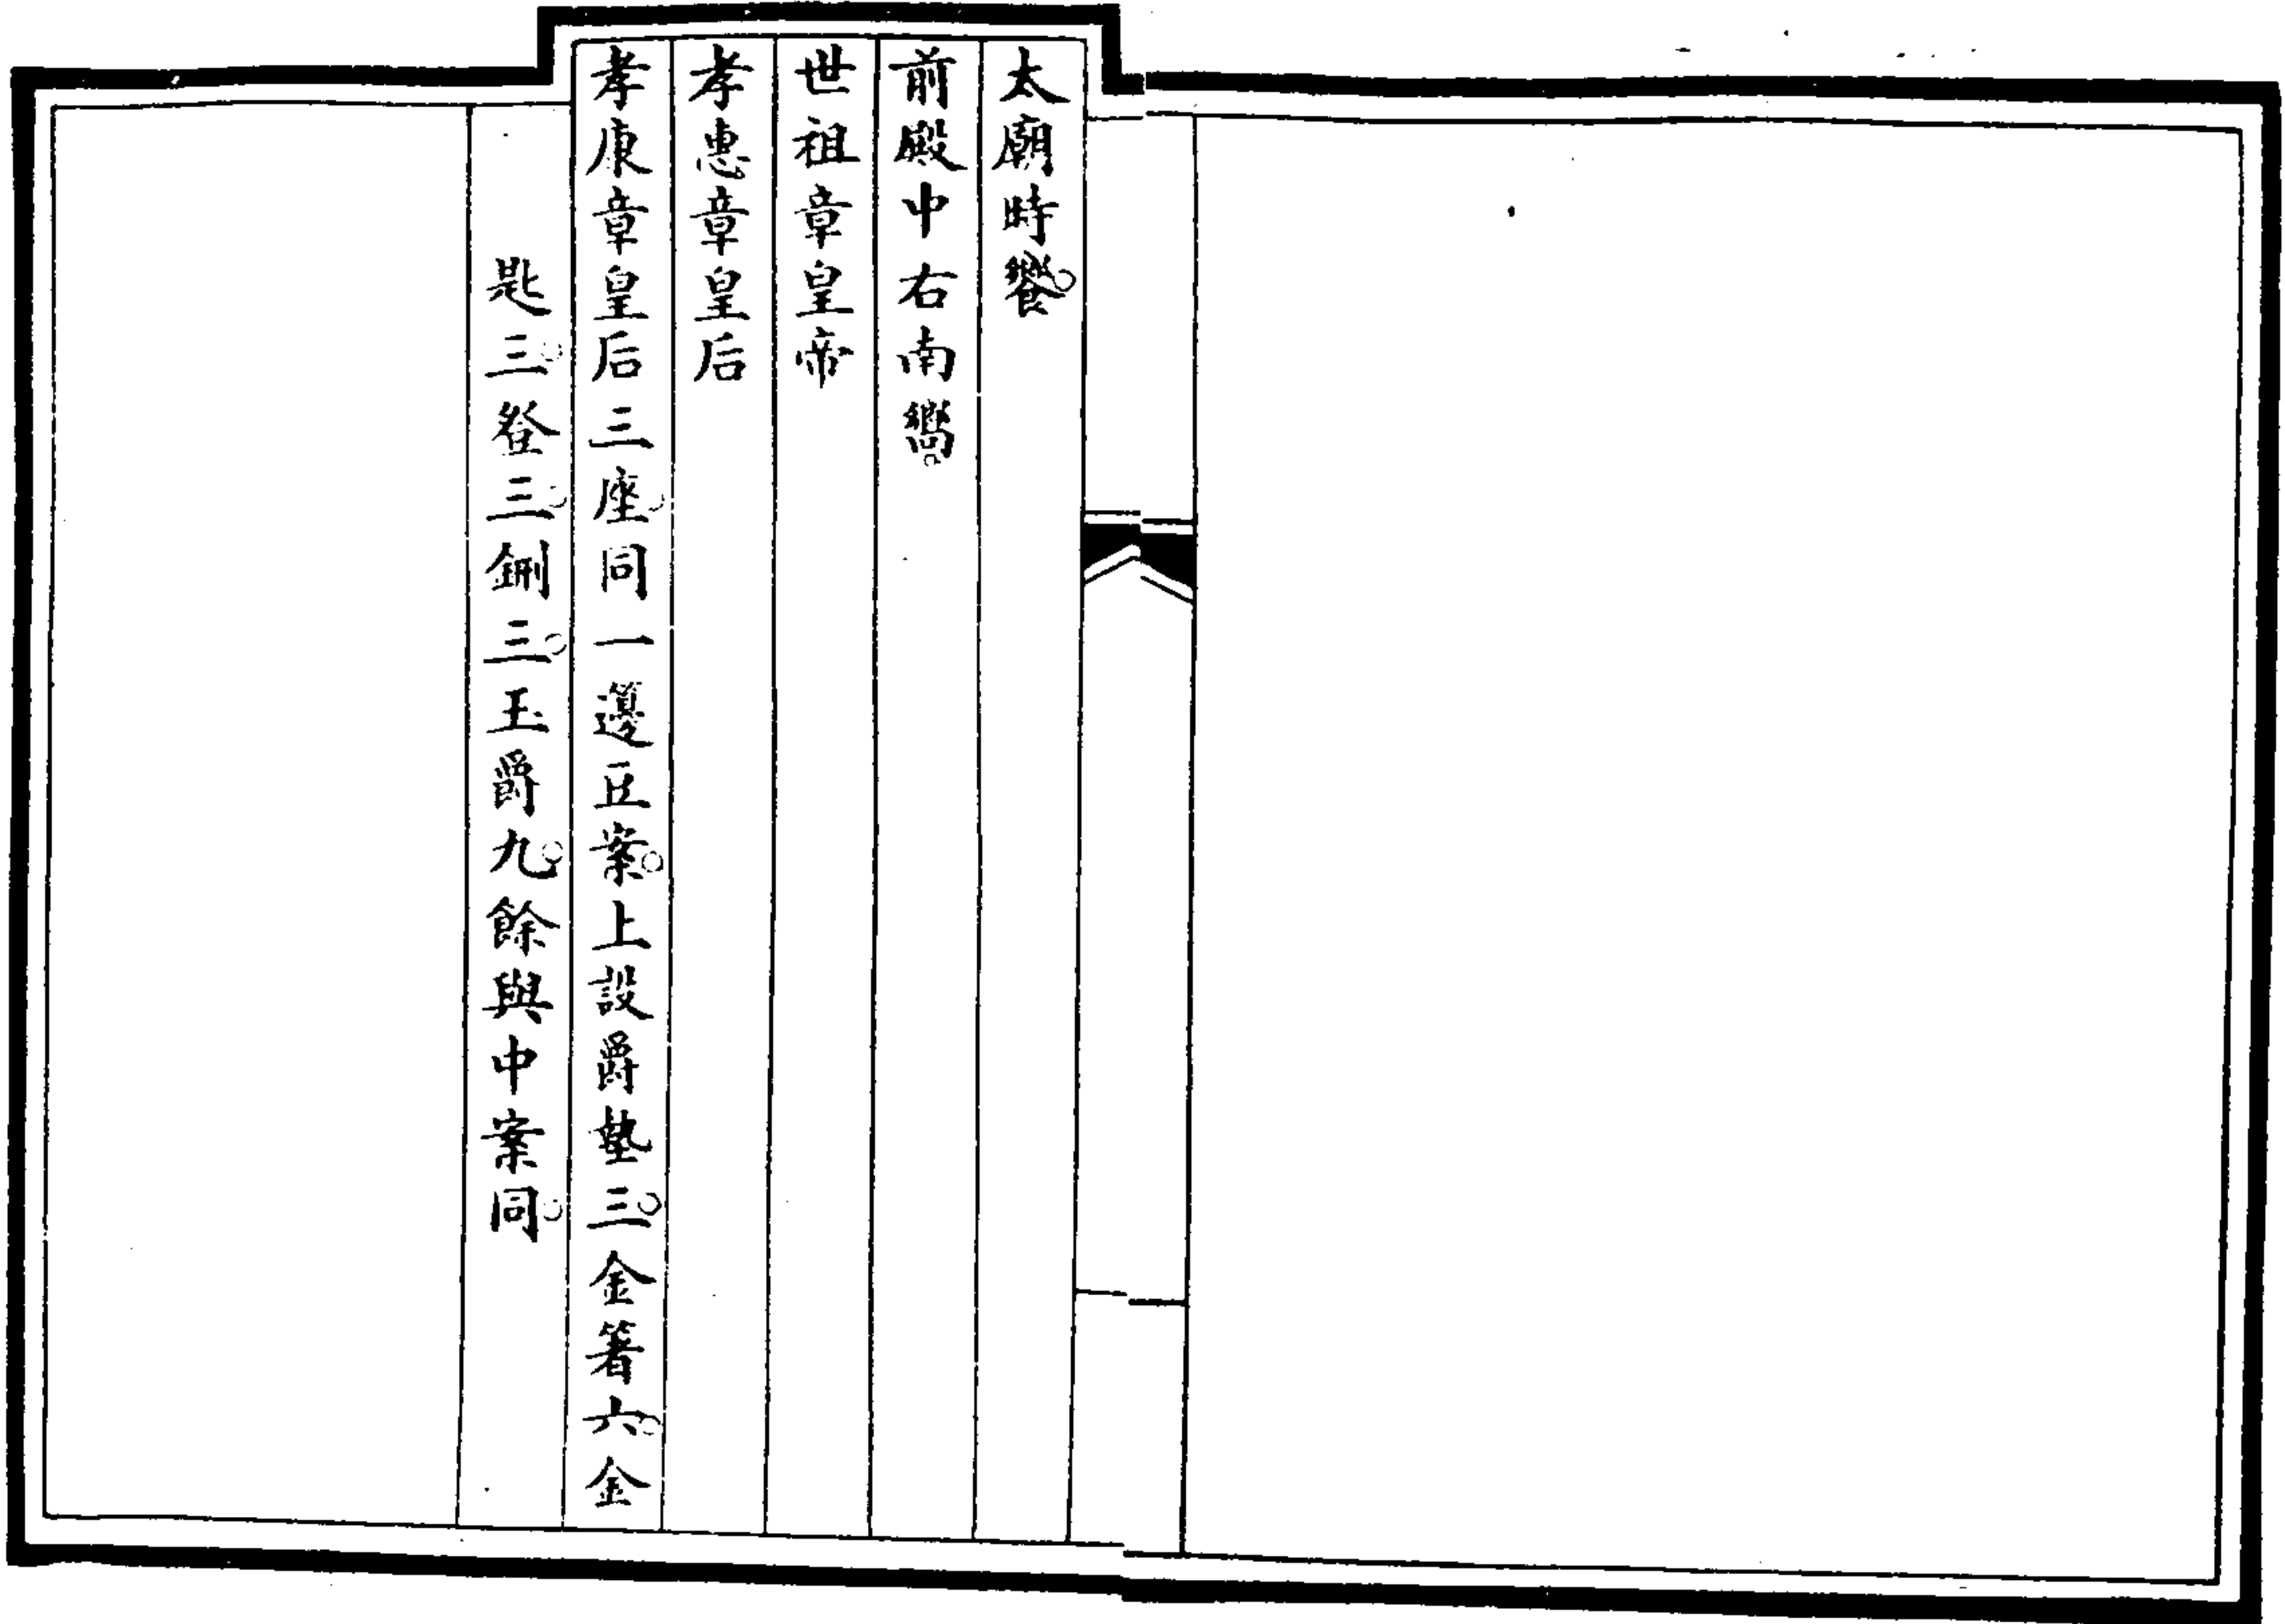 太廟時饗
前殿中右南嚮
世祖章皇帝
孝惠章皇后
孝康章皇后三座同一籩豆案上設爵墊三金箸六金
匙三登三鉶三玉爵九餘與中案同